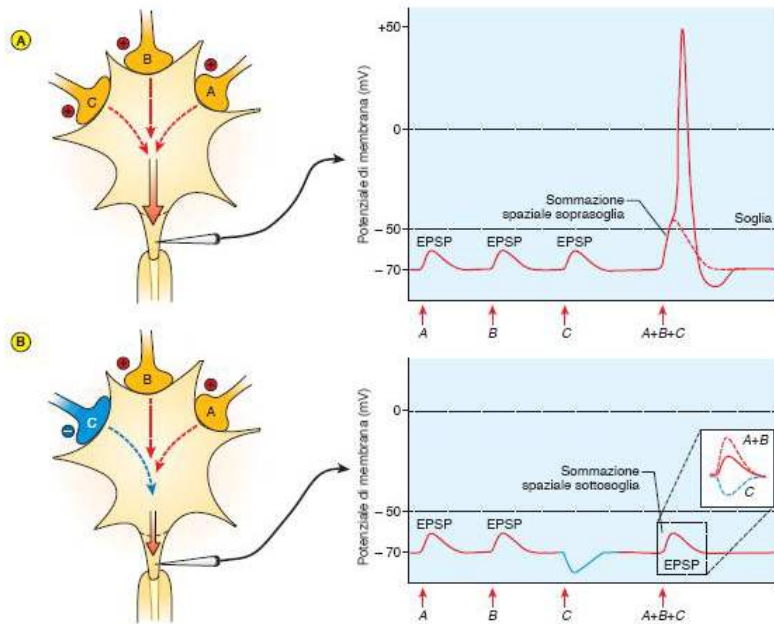 A
B
C
A
+
+
+
Potenziale di membrana (mV)
+50
0
–50
–70
Sommazione
spaziale soprasoglia
Soglia
EPSP
EPSP
EPSP
A
B
C
A+B+C
B
B
C
A
+
+
–
Potenziale di membrana (mV)
0
–50
–70
Sommazione
spaziale sottosoglia
A+B
C
EPSP
EPSP
EPSP
A
B
C
A+B+C